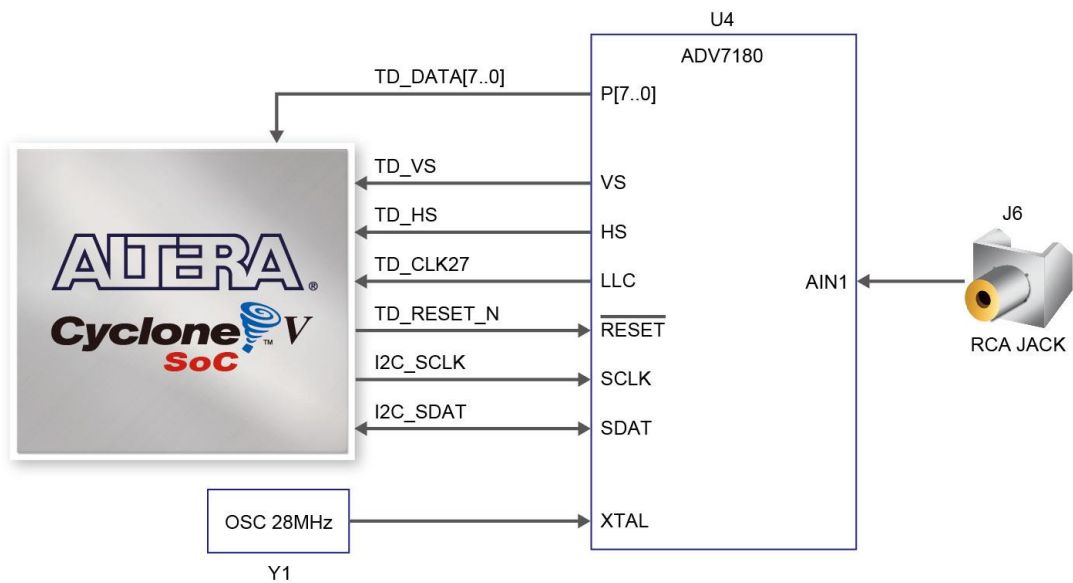 U4
ADV7180
TD_DATA[7..0]
P[7..0]
TD_VS
VS
TD_HS
HS
TD_CLK27
LLC
TD_RESET_N
RESET
I2C_SCLK
SCLK
I2C_SDAT
SDAT
AIN1
J6
RCA JACK
ALTERA®
Cyclone™ V
SoC
OSC 28MHz
XTAL
Y1